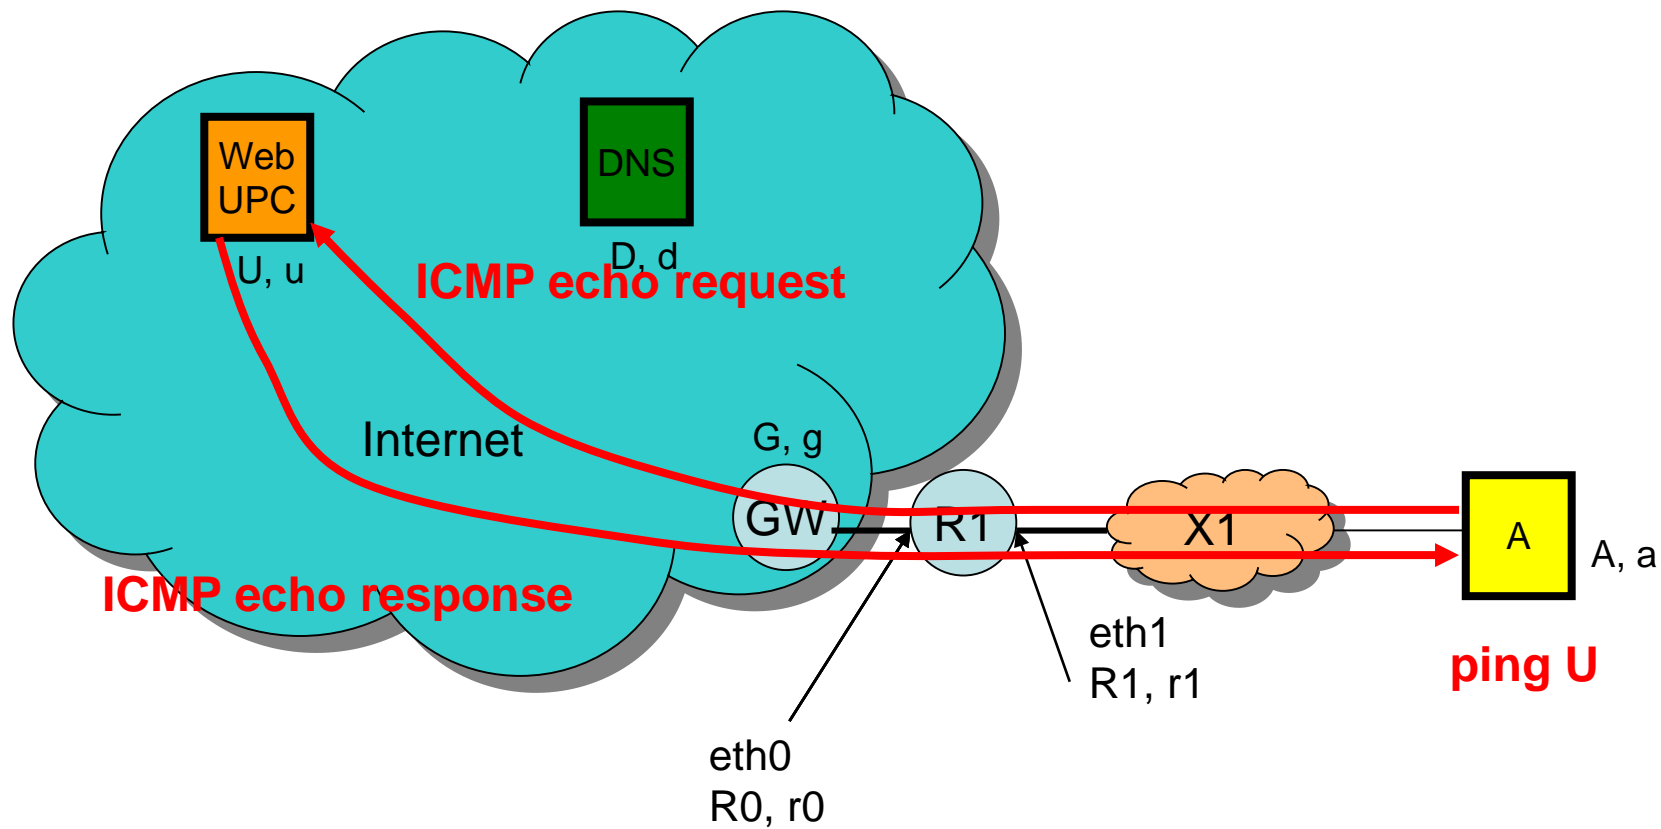 Web
UPC
DNS
U, u
D, d
ICMP echo request
Internet
G, g
GW
R1
X1
A
A, a
ICMP echo response
eth1
R1, r1
ping U
eth0
R0, r0